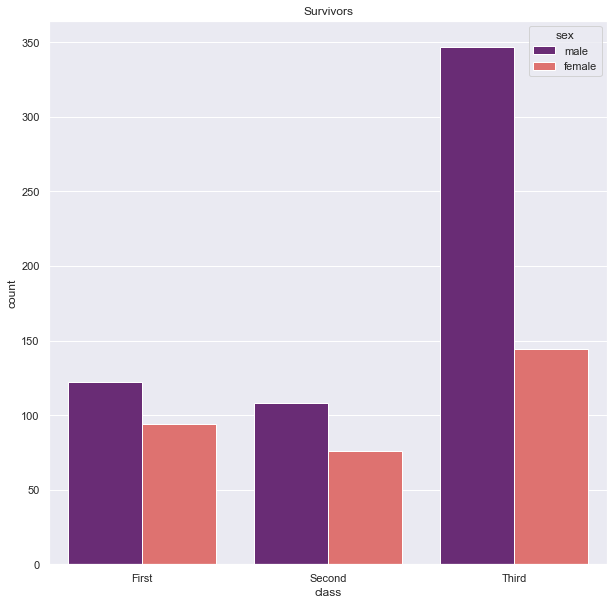 Survivors
sex
male
female
350
300
250
200
150
100
50
0
count
First Second Third
class